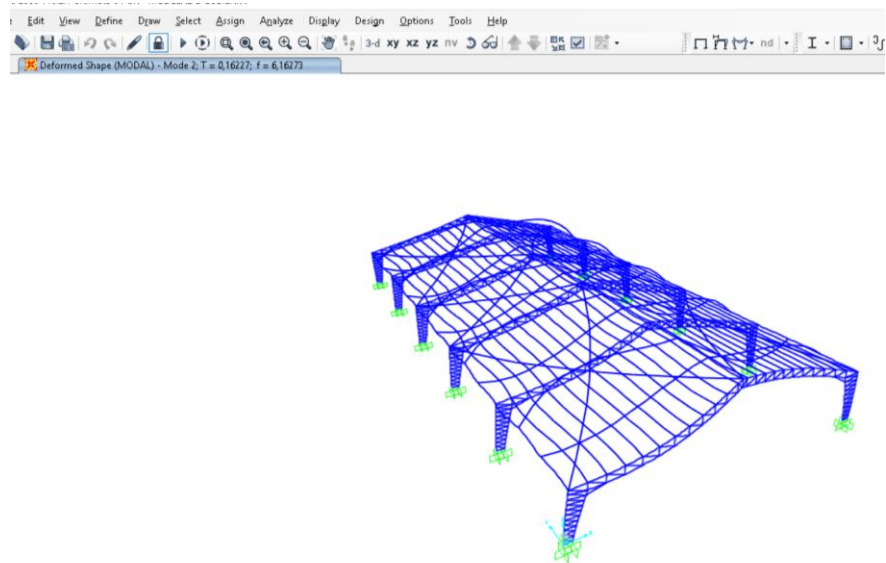 Edit View Define Draw Select Assign Analyze Display Design Options Tools Help
3-d xy xz yz nv nd
Deformed Shape (MODAL) - Mode 2; T = 0,16227; f = 6,16273